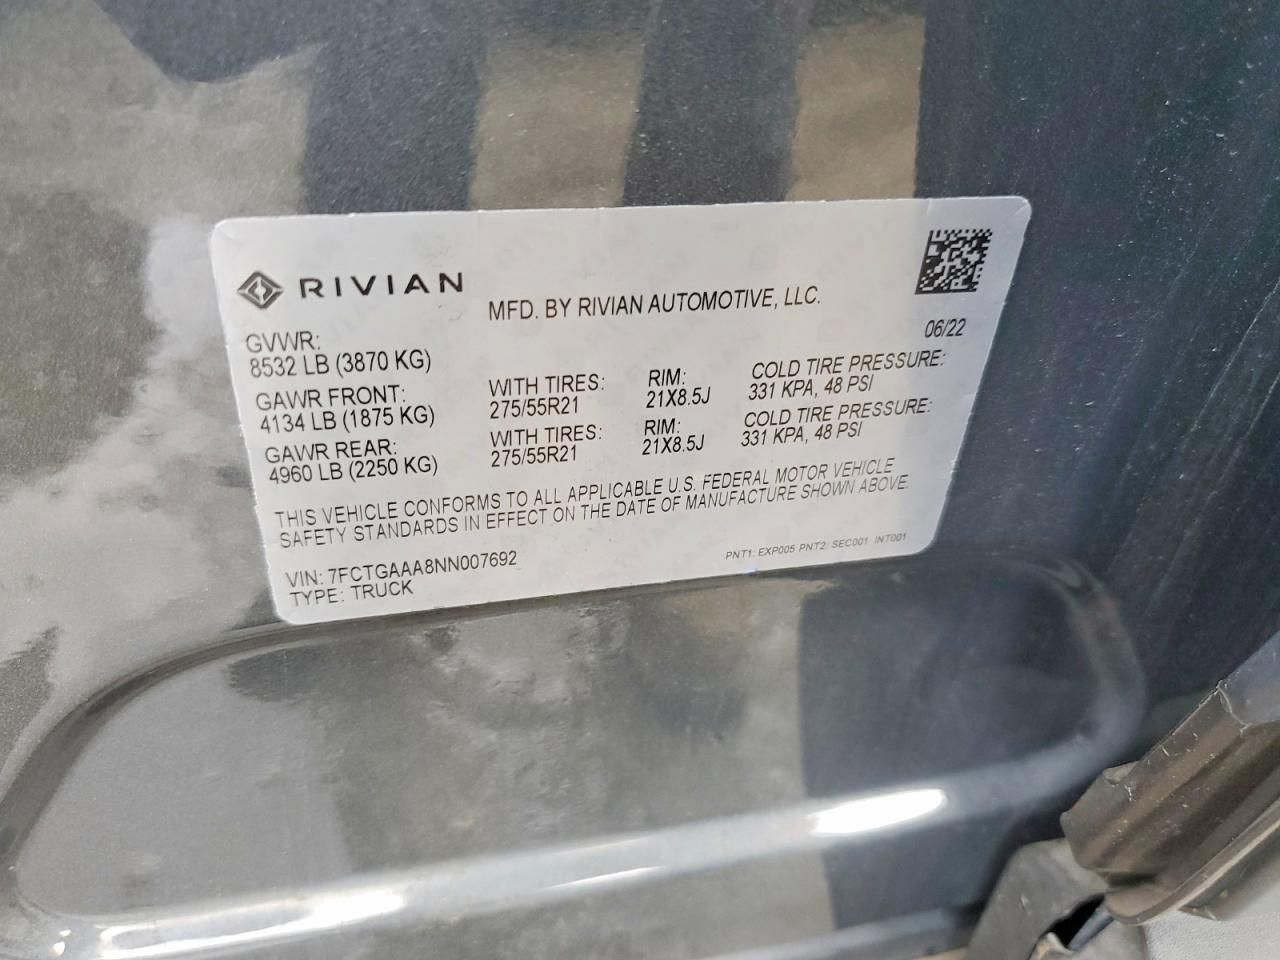 RIVIAN
MFD. BY RIVIAN AUTOMOTIVE, LLC.
06/22
GVWR:
8532 LB (3870 KG)
GAWR FRONT:
4134 LB (1875 KG)
WITH TIRES:
275/55R21
RIM:
21X8.5J
COLD TIRE PRESSURE:
331 KPA, 48 PSI
GAWR REAR:
4960 LB (2250 KG)
WITH TIRES:
275/55R21
RIM:
21X8.5J
COLD TIRE PRESSURE:
331 KPA, 48 PSI
THIS VEHICLE CONFORMS TO ALL APPLICABLE U.S. FEDERAL MOTOR VEHICLE
SAFETY STANDARDS IN EFFECT ON THE DATE OF MANUFACTURE SHOWN ABOVE.
VIN: 7FCTGAAA8NN007692
TYPE: TRUCK
PNT1: EXP005 PNT2: SEC001 INT001